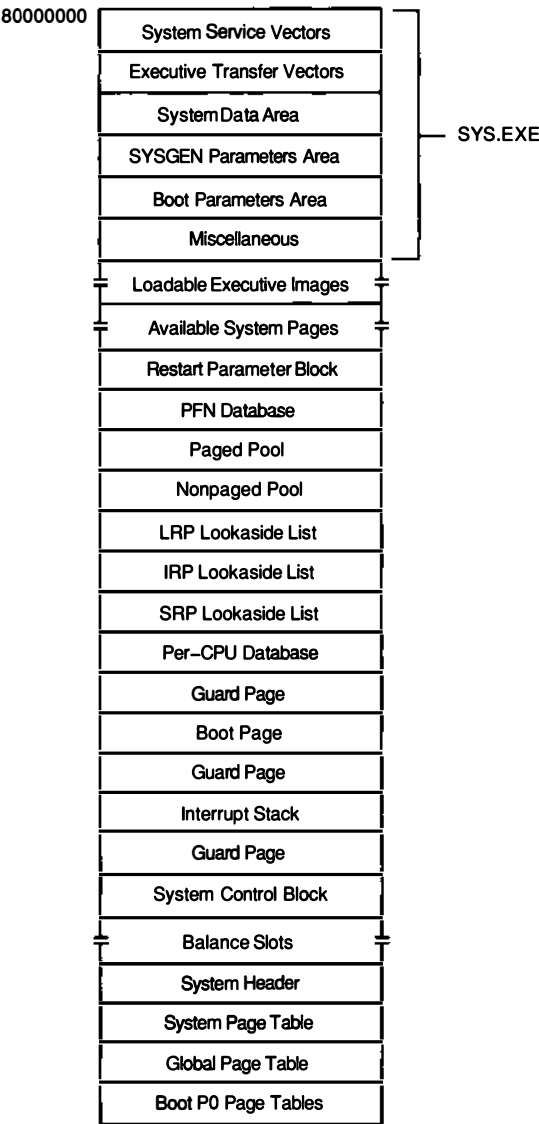 80000000
System Service Vectors
Executive Transfer Vectors
System Data Area
SYS.EXE
SYSGEN Parameters Area
Boot Parameters Area
Miscellaneous
Loadable Executive Images
Available System Pages
Restart Parameter Block
PFN Database
Paged Pool
Nonpaged Pool
LRP Lookaside List
IRP Lookaside List
SRP Lookaside List
Per-CPU Database
Guard Page
Boot Page
Guard Page
Interrupt Stack
Guard Page
System Control Block
Balance Slots
System Header
System Page Table
Global Page Table
Boot P0 Page Tables